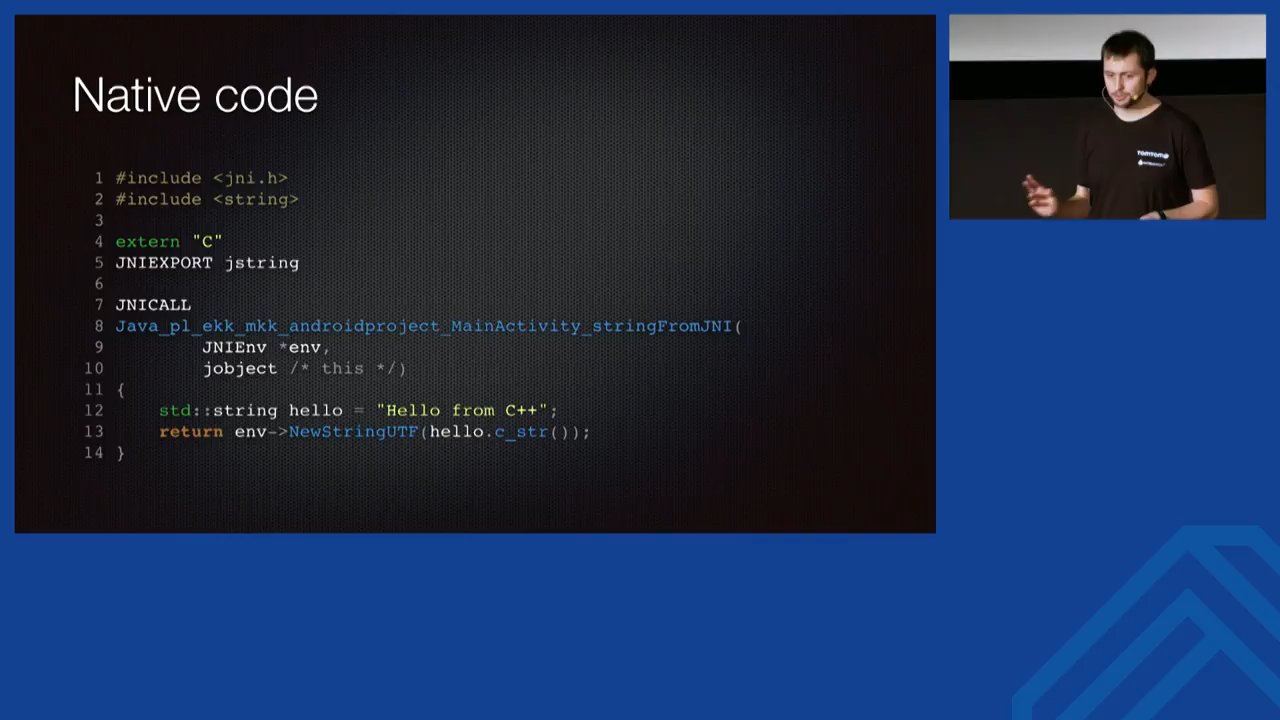 Native code
1 #include <jni.h>
2 #include <string>
3
4 extern "C"
5 JNIEXPORT jstring
6
7 JNICALL
8 Java_pl_ekk_mkk_androidproject_MainActivity_stringFromJNI(
9 JNIEnv *env,
10 jobject /* this */)
11 {
12 std::string hello = "Hello from C++";
13 return env->NewStringUTF(hello.c_str());
14 }
TomTom